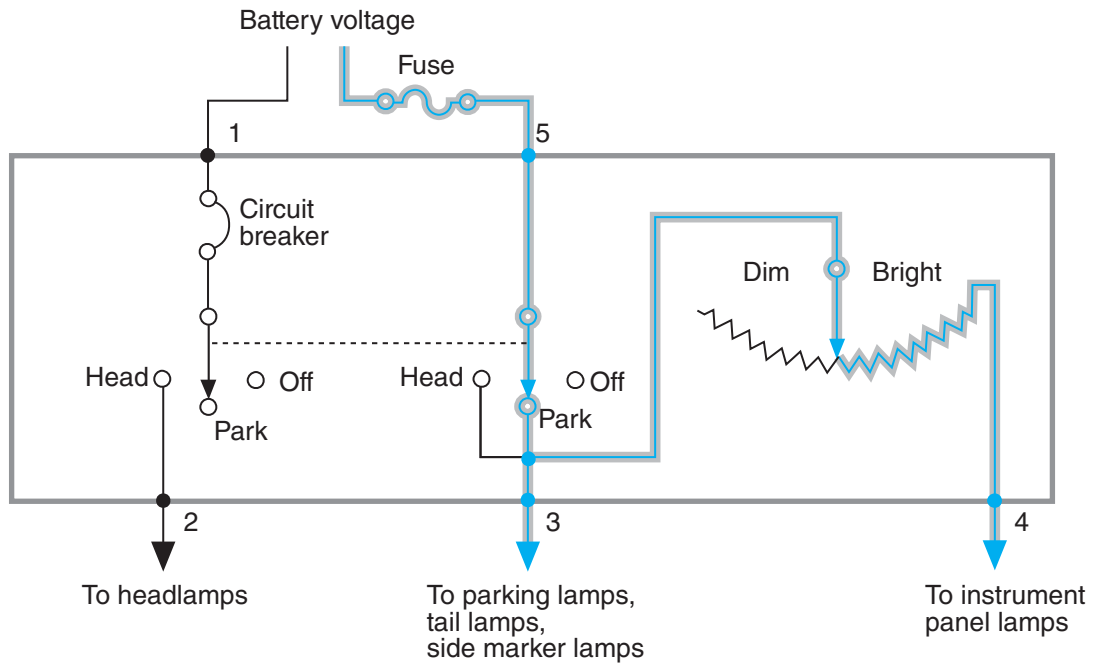 Battery voltage
Fuse
1
5
Circuit
breaker
Dim
Bright
Head
Off
Head
Off
Park
Park
2
3
4
To headlamps
To parking lamps,
tail lamps,
side marker lamps
To instrument
panel lamps